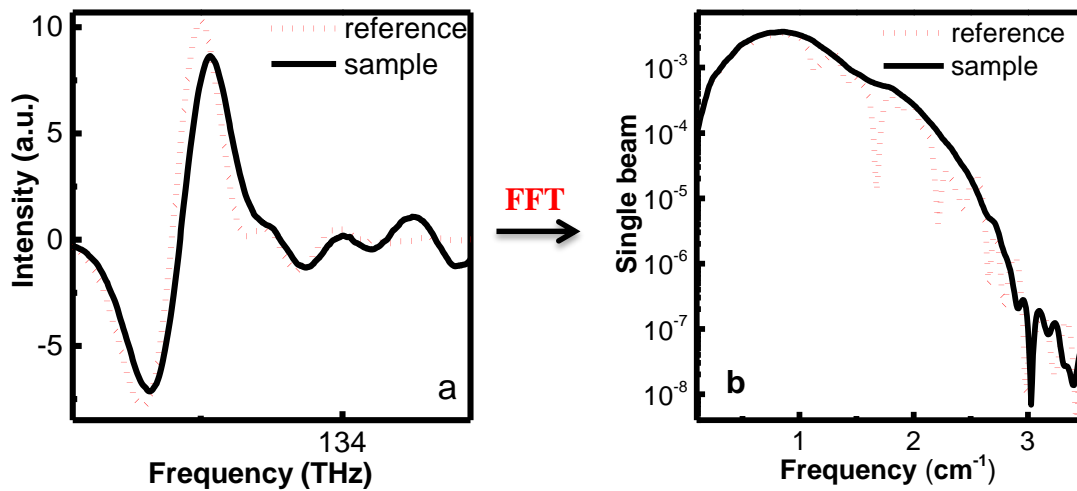 10
5
0
-5
Intensity (a.u.)
reference
sample
a
134
Frequency (THz)
FFT
10⁻³
10⁻⁴
10⁻⁵
10⁻⁶
10⁻⁷
10⁻⁸
Single beam
reference
sample
b
1 2 3
Frequency (cm⁻¹)